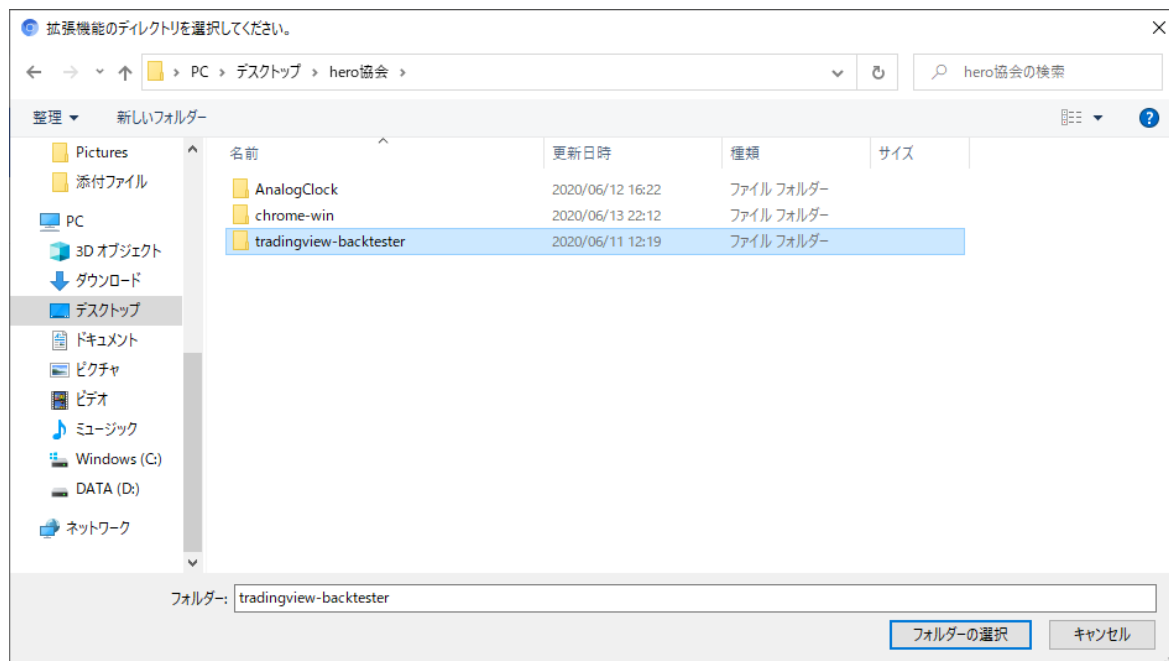 拡張機能のディレクトリを選択してください。
PC › デスクトップ › hero協会 ›
hero協会の検索
整理 新しいフォルダー
Pictures
添付ファイル
PC
3D オブジェクト
ダウンロード
デスクトップ
ドキュメント
ピクチャ
ビデオ
ミュージック
Windows (C:)
DATA (D:)
ネットワーク
名前 更新日時 種類 サイズ
AnalogClock 2020/06/12 16:22 ファイル フォルダー
chrome-win 2020/06/13 22:12 ファイル フォルダー
tradingview-backtester 2020/06/11 12:19 ファイル フォルダー
フォルダー: tradingview-backtester
フォルダーの選択 キャンセル